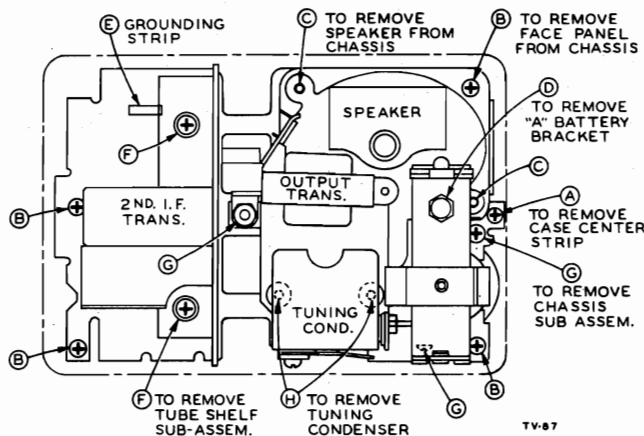 E GROUNDING
STRIP
C TO REMOVE
SPEAKER FROM
CHASSIS
B TO REMOVE
FACE PANEL
FROM CHASSIS
D
TO REMOVE
"A" BATTERY
BRACKET
SPEAKER
F
C
OUTPUT
TRANS.
A
TO REMOVE
CASE CENTER
STRIP
B
2ND. I.F.
TRANS.
G
G
TO REMOVE
CHASSIS
SUB ASSEM.
TUNING
COND.
B
G
B
F TO REMOVE
TUBE SHELF
SUB-ASSEM.
H TO REMOVE
TUNING
CONDENSER
F
TV-87